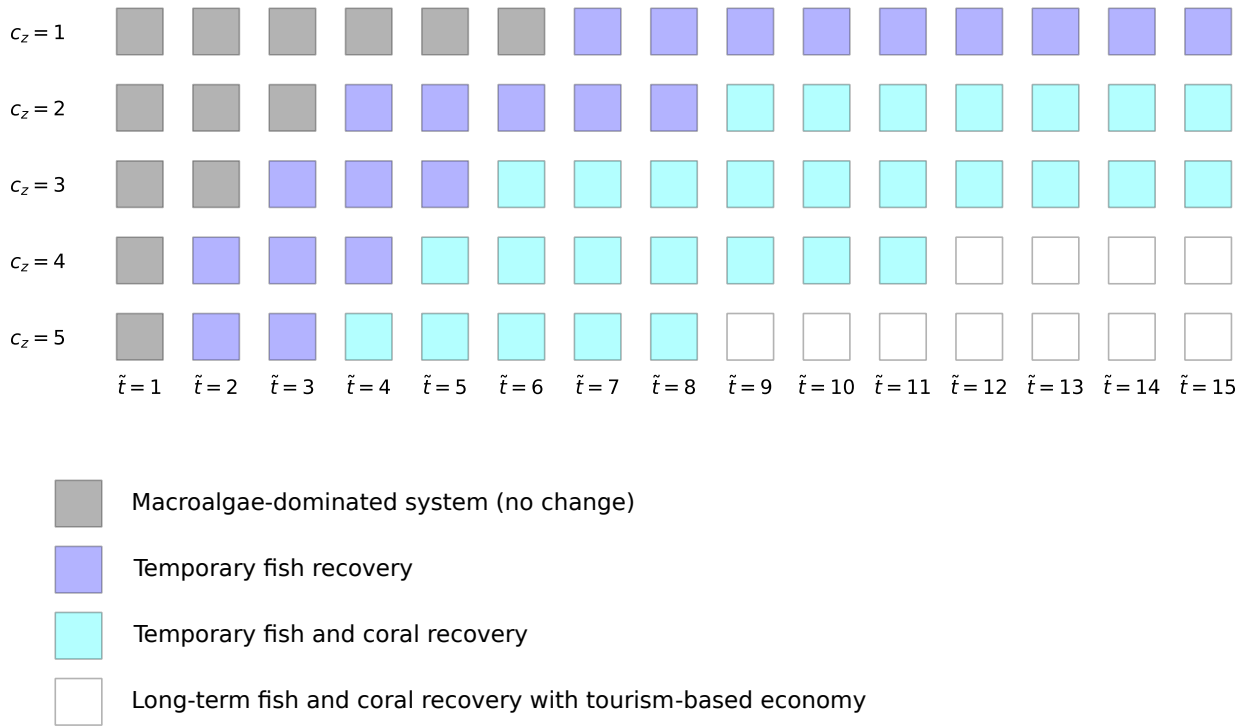 c_z = 1
c_z = 2
c_z = 3
c_z = 4
c_z = 5
t̃ = 1 t̃ = 2 t̃ = 3 t̃ = 4 t̃ = 5 t̃ = 6 t̃ = 7 t̃ = 8 t̃ = 9 t̃ = 10 t̃ = 11 t̃ = 12 t̃ = 13 t̃ = 14 t̃ = 15
Macroalgae-dominated system (no change)
Temporary fish recovery
Temporary fish and coral recovery
Long-term fish and coral recovery with tourism-based economy